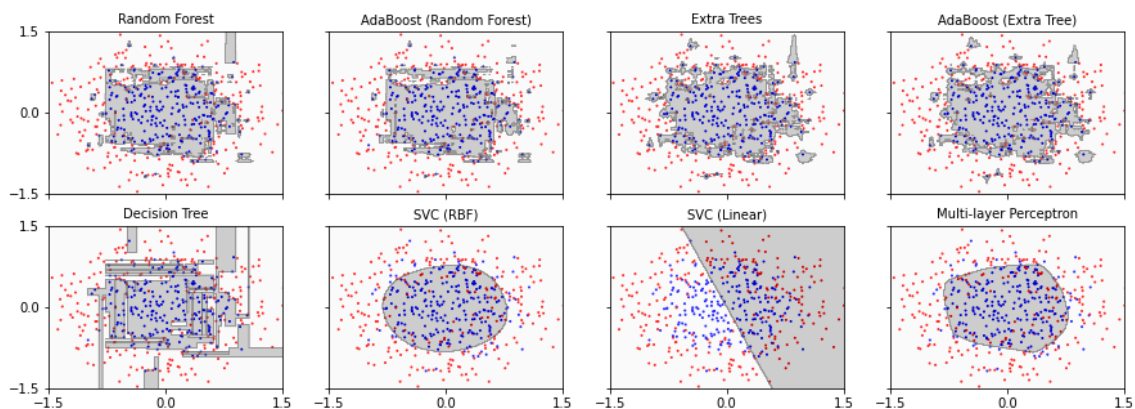 Random Forest
AdaBoost (Random Forest)
Extra Trees
AdaBoost (Extra Tree)
1.5
0.0
−1.5
Decision Tree
SVC (RBF)
SVC (Linear)
Multi-layer Perceptron
1.5
0.0
−1.5
−1.5 0.0 1.5
−1.5 0.0 1.5
−1.5 0.0 1.5
−1.5 0.0 1.5